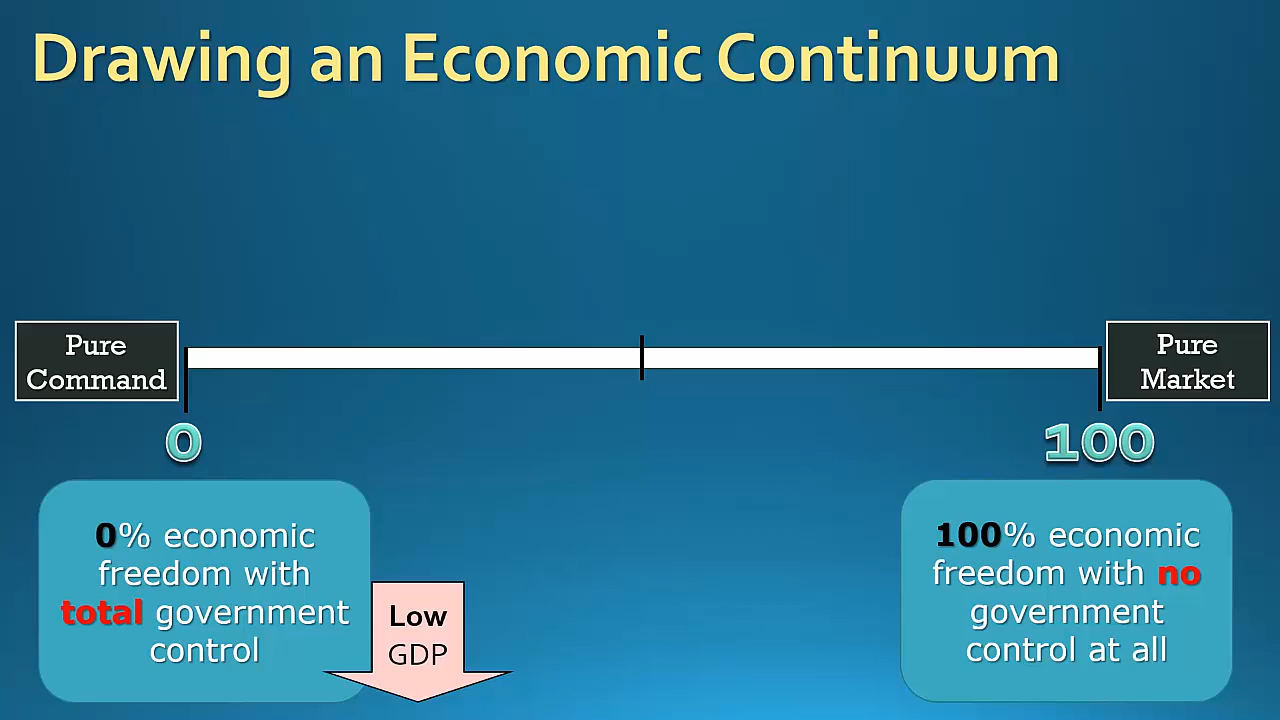 Drawing an Economic Continuum
Pure
Command
Pure
Market
0
100
0% economic
freedom with
total government
control
Low
GDP
100% economic
freedom with no
government
control at all